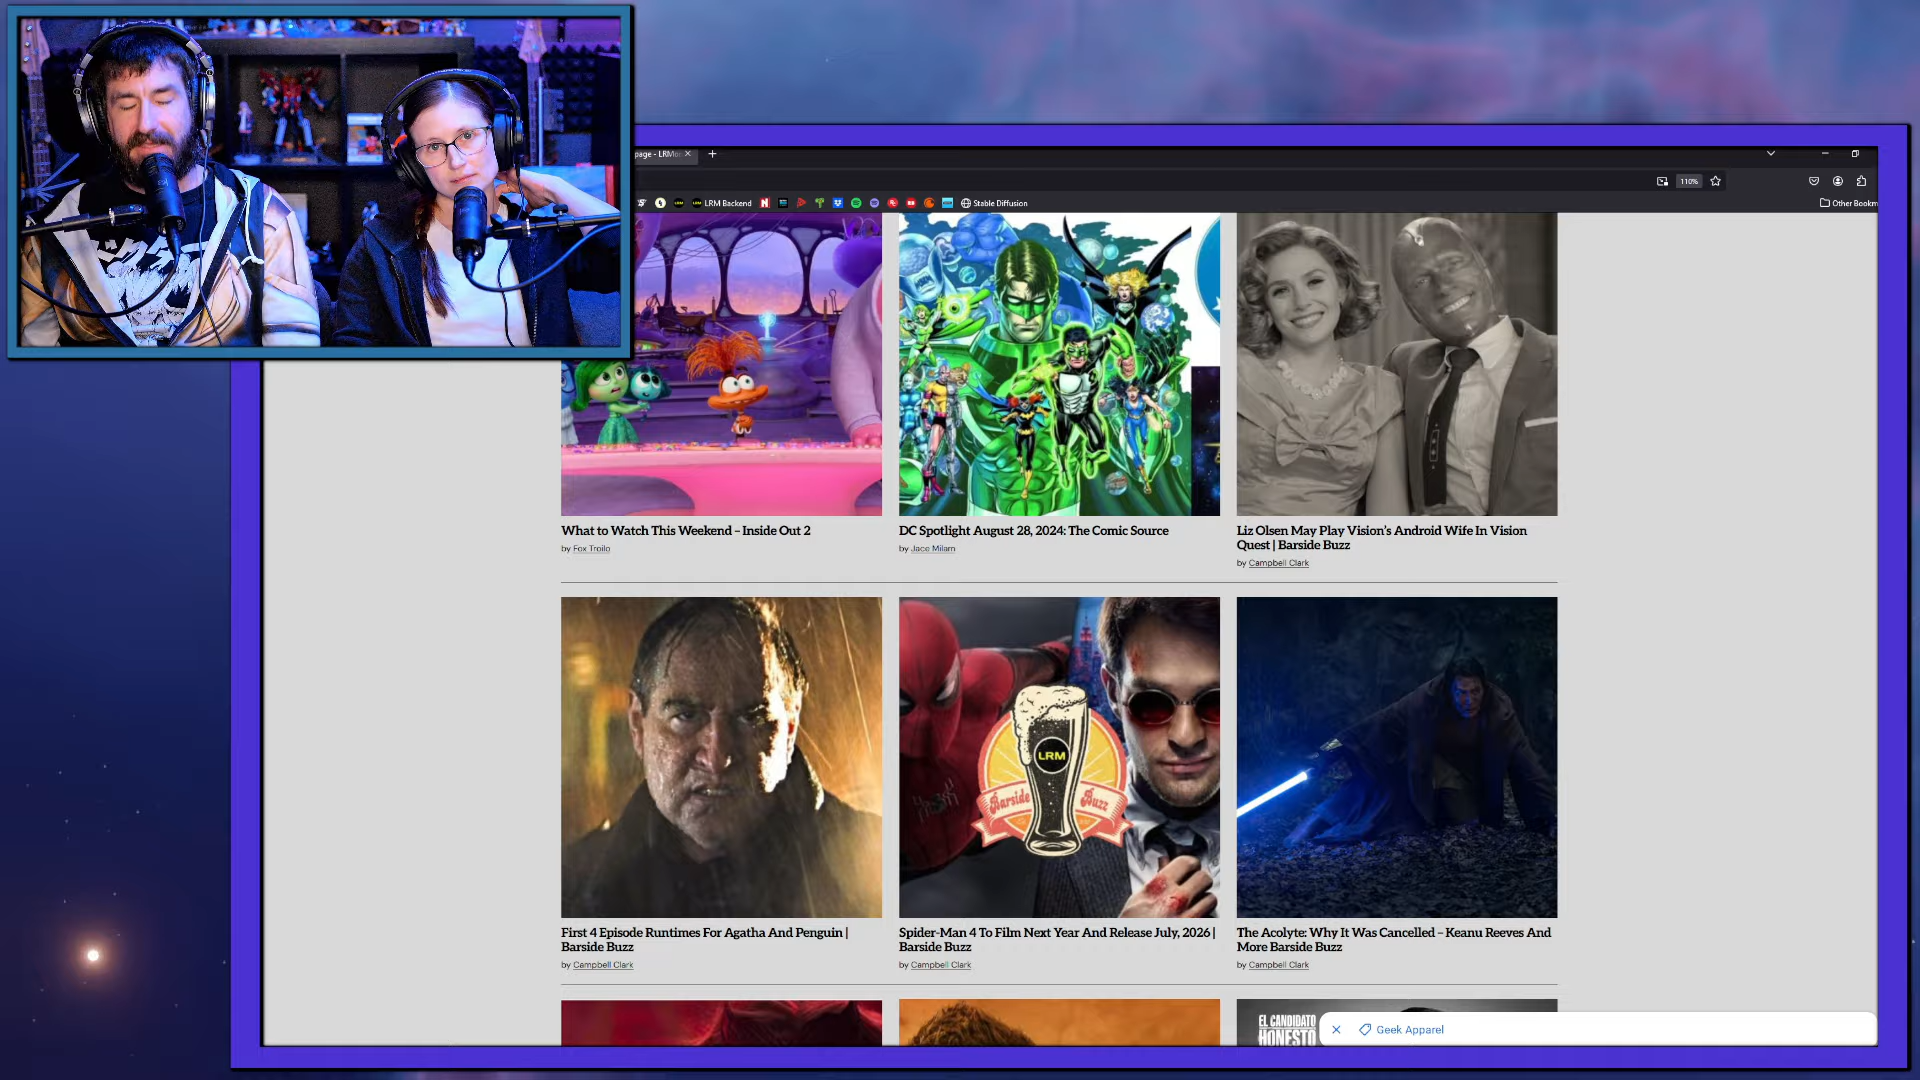 page - LRMo
110%
LRM Backend
Stable Diffusion
Other Bookm
What to Watch This Weekend – Inside Out 2
by Fox Troilo
DC Spotlight August 28, 2024: The Comic Source
by Jace Milam
Liz Olsen May Play Vision's Android Wife In Vision
Quest | Barside Buzz
by Campbell Clark
LRM
Barside Buzz
First 4 Episode Runtimes For Agatha And Penguin |
Barside Buzz
by Campbell Clark
Spider-Man 4 To Film Next Year And Release July, 2026 |
Barside Buzz
by Campbell Clark
The Acolyte: Why It Was Cancelled – Keanu Reeves And
More Barside Buzz
by Campbell Clark
EL CANDIDATO
HONESTO
Geek Apparel